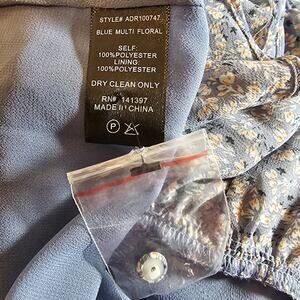 STYLE# ADR100747
BLUE MULTI FLORAL
SELF:
100%POLYESTER
LINING:
100%POLYESTER
DRY CLEAN ONLY
RN# 141397
MADE IN CHINA
P